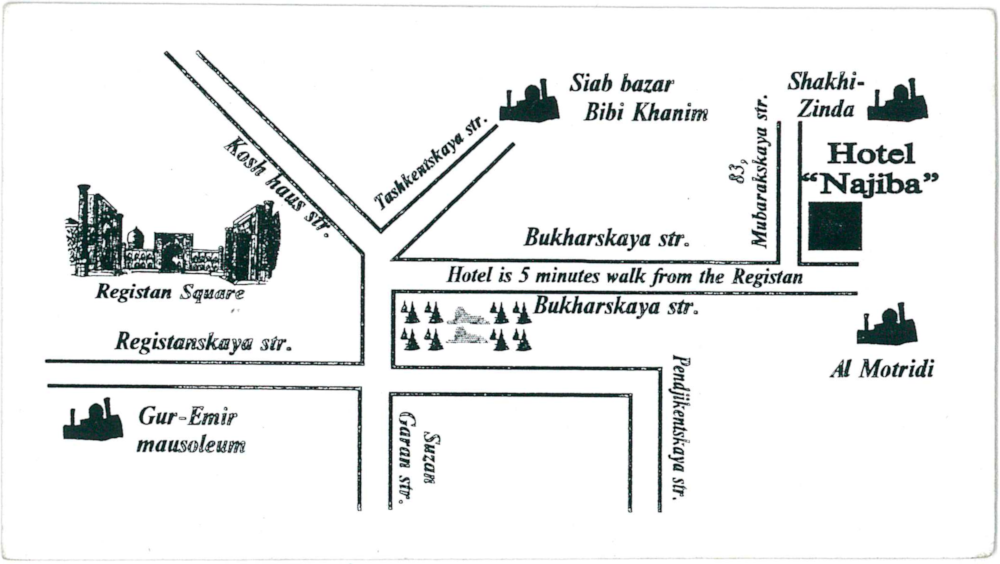 Siab bazar
Bibi Khanim
Shakhi-
Zinda
Hotel
“Najiba”
83,
Mubarakskaya str.
Tashkentskaya str.
Kosh haus str.
Bukharskaya str.
Hotel is 5 minutes walk from the Registan
Bukharskaya str.
Registan Square
Registanskaya str.
Al Motridi
Pendjikentskaya str.
Gur-Emir
mausoleum
Suzan
Garan str.